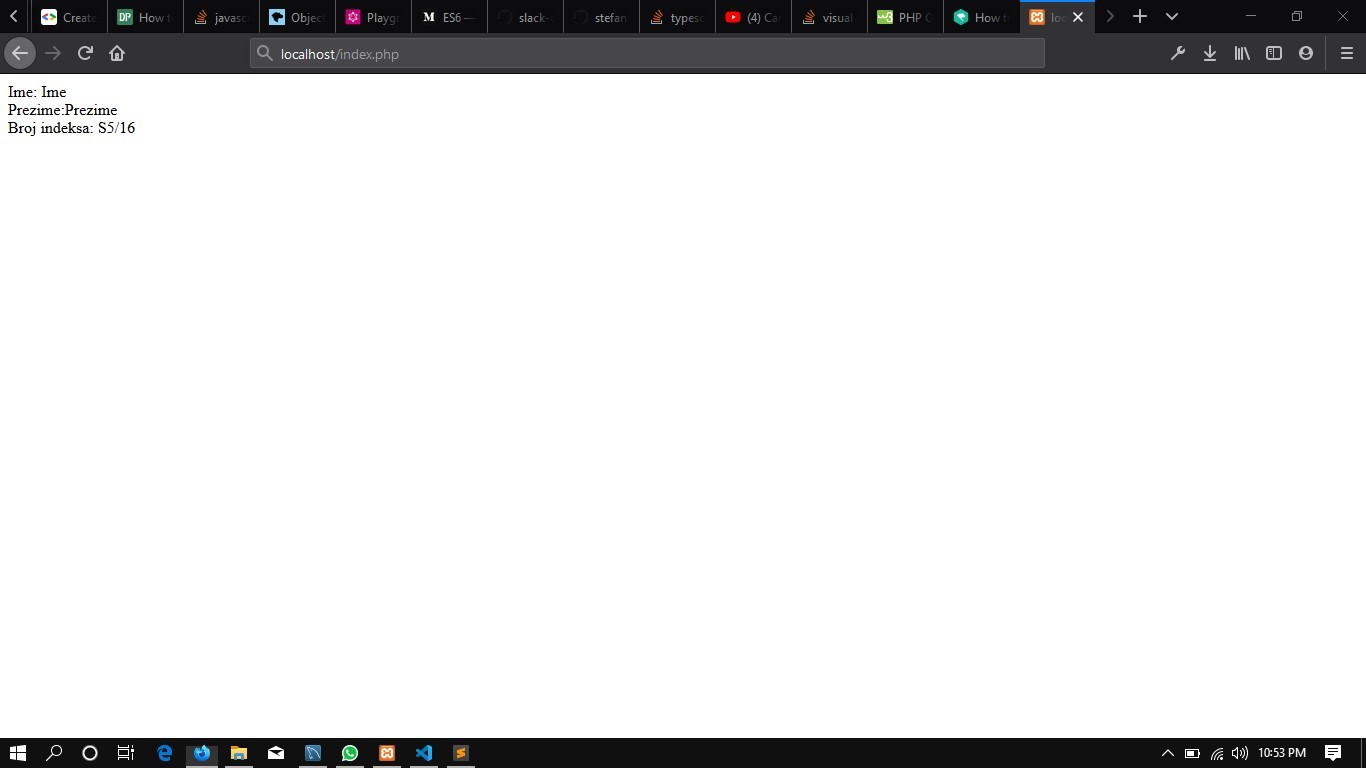 Create
DP How t
javasc
Object
Playgr
M ES6 —
slack-
stefan
typesc
(4) Ca
visual
PHP
How t
loc
localhost/index.php
Ime: Ime
Prezime:Prezime
Broj indeksa: S5/16
10:53 PM